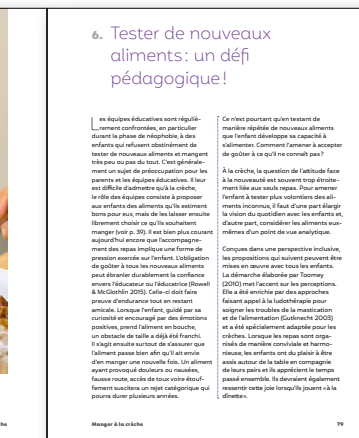 6. Tester de nouveaux
aliments : un défi
pédagogique !
Les équipes éducatives sont réguliè-
rement confrontées, en particulier
durant la phase de néophobie, à des
enfants qui refusent obstinément de
tester de nouveaux aliments et mangent
très peu ou pas du tout. C'est générale-
ment un sujet de préoccupation pour les
parents et les équipes éducatives. Il leur
est difficile d'admettre qu'à la crèche,
le rôle des équipes consiste à proposer
aux enfants des aliments qu'ils estiment
bons pour eux, mais de les laisser ensuite
librement choisir ce qu'ils souhaitent
manger (voir p. 39). Il est bien plus courant
aujourd'hui encore que l'accompagne-
ment des repas implique une forme de
pression exercée sur l'enfant. L'obligation
de goûter à tous les nouveaux aliments
peut ébranler durablement la confiance
envers l'éducateur ou l'éducatrice (Rowell
& McGlothlin 2015). Celle-ci doit faire
preuve d'endurance tout en restant
amicale. Lorsque l'enfant, guidé par sa
curiosité et encouragé par des émotions
positives, prend l'aliment en bouche,
un obstacle de taille a déjà été franchi.
Il s'agit ensuite surtout de s'assurer que
l'aliment passe bien afin qu'il ait envie
d'en manger une nouvelle fois. Un aliment
ayant provoqué douleurs ou nausées,
fausse route, accès de toux voire étouf-
fement suscitera un rejet catégorique qui
pourra durer plusieurs années.
Ce n'est pourtant qu'en testant de
manière répétée de nouveaux aliments
que l'enfant développe sa capacité à
s'alimenter. Comment l'amener à accepter
de goûter à ce qu'il ne connaît pas ?
À la crèche, la question de l'attitude face
à la nouveauté est souvent trop étroite-
ment liée aux seuls repas. Pour amener
l'enfant à tester plus volontiers des ali-
ments inconnus, il faut d'une part élargir
la vision du quotidien avec les enfants et,
d'autre part, considérer les aliments eux-
mêmes d'un point de vue analytique.
Conçues dans une perspective inclusive,
les propositions qui suivent peuvent être
mises en œuvre avec tous les enfants.
La démarche élaborée par Toomey
(2010) met l'accent sur les perceptions.
Elle a été enrichie par des approches
faisant appel à la ludothérapie pour
soigner les troubles de la mastication
et de l'alimentation (Gutknecht 2003)
et a été spécialement adaptée pour les
crèches. Lorsque les repas sont orga-
nisés de manière conviviale et harmo-
nieuse, les enfants ont du plaisir à être
assis autour de la table en compagnie
de leurs pairs et ils apprécient le temps
passé ensemble. Ils devraient également
ressentir cette joie lorsqu'ils jouent « à la
dînette ».
Manger à la crèche
79